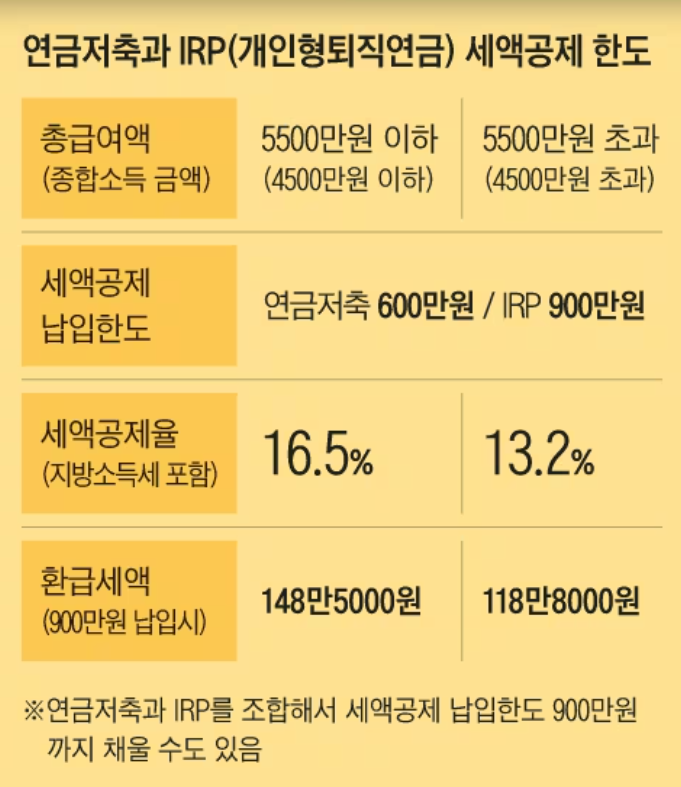 연금저축과 IRP(개인형퇴직연금) 세액공제 한도
총급여액
(종합소득 금액)
5500만원 이하
(4500만원 이하)
5500만원 초과
(4500만원 초과)
세액공제
납입한도
연금저축 600만원 / IRP 900만원
세액공제율
(지방소득세 포함)
16.5%
13.2%
환급세액
(900만원 납입시)
148만5000원
118만8000원
※연금저축과 IRP를 조합해서 세액공제 납입한도 900만원
까지 채울 수도 있음